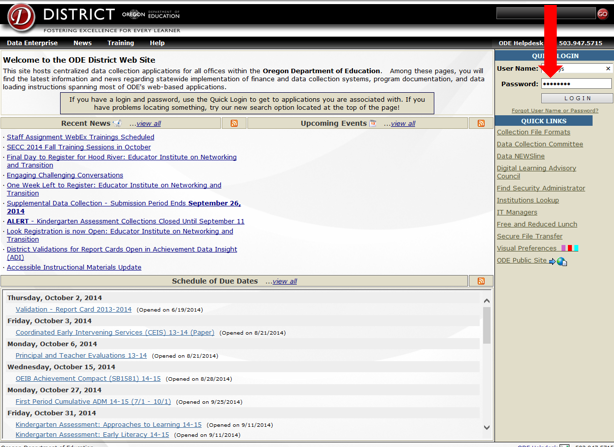 DISTRICT OREGON DEPARTMENT OF EDUCATION
FOSTERING EXCELLENCE FOR EVERY LEARNER
GO
Data Enterprise News Training Help
ODE Helpdesk 503.947.5715
Welcome to the ODE District Web Site
This site hosts centralized data collection applications for all offices within the Oregon Department of Education. Among these pages, you will
find the latest information and news regarding statewide implementation of finance and data collection systems, program documentation, and data
loading instructions spanning most of ODE's web-based applications.
If you have a login and password, use the Quick Login to get to applications you are associated with. If you
have problems locating something, try our new search option located at the top of the page!
Recent News ...view all
· Staff Assignment WebEx Trainings Scheduled
· SECC 2014 Fall Training Sessions in October
· Final Day to Register for Hood River: Educator Institute on Networking
and Transition
· Engaging Challenging Conversations
· One Week Left to Register: Educator Institute on Networking and
Transition
· Supplemental Data Collection - Submission Period Ends September 26,
2014
· ALERT - Kindergarten Assessment Collections Closed Until September 11
· Look Registration is now Open: Educator Institute on Networking and
Transition
· District Validations for Report Cards Open in Achievement Data Insight
(ADI)
· Accessible Instructional Materials Update
Upcoming Events ...view all
Schedule of Due Dates ...view all
Thursday, October 2, 2014
Validation - Report Card 2013-2014 (Opened on 6/19/2014)
Friday, October 3, 2014
Coordinated Early Intervening Services (CEIS) 13-14 (Paper) (Opened on 8/21/2014)
Monday, October 6, 2014
Principal and Teacher Evaluations 13-14 (Opened on 8/21/2014)
Wednesday, October 15, 2014
OEIB Achievement Compact (SB1581) 14-15 (Opened on 8/28/2014)
Monday, October 27, 2014
First Period Cumulative ADM 14-15 (7/1 - 10/1) (Opened on 9/25/2014)
Friday, October 31, 2014
Kindergarten Assessment: Approaches to Learning 14-15 (Opened on 9/11/2014)
Kindergarten Assessment: Early Literacy 14-15 (Opened on 9/11/2014)
User Name:
Password: ••••••••
LOGIN
Forgot User Name or Password?
QUICK LINKS
Collection File Formats
Data Collection Committee
Data NEWSline
Digital Learning Advisory
Council
Find Security Administrator
Institutions Lookup
IT Managers
Free and Reduced Lunch
Secure File Transfer
Visual Preferences
ODE Public Site